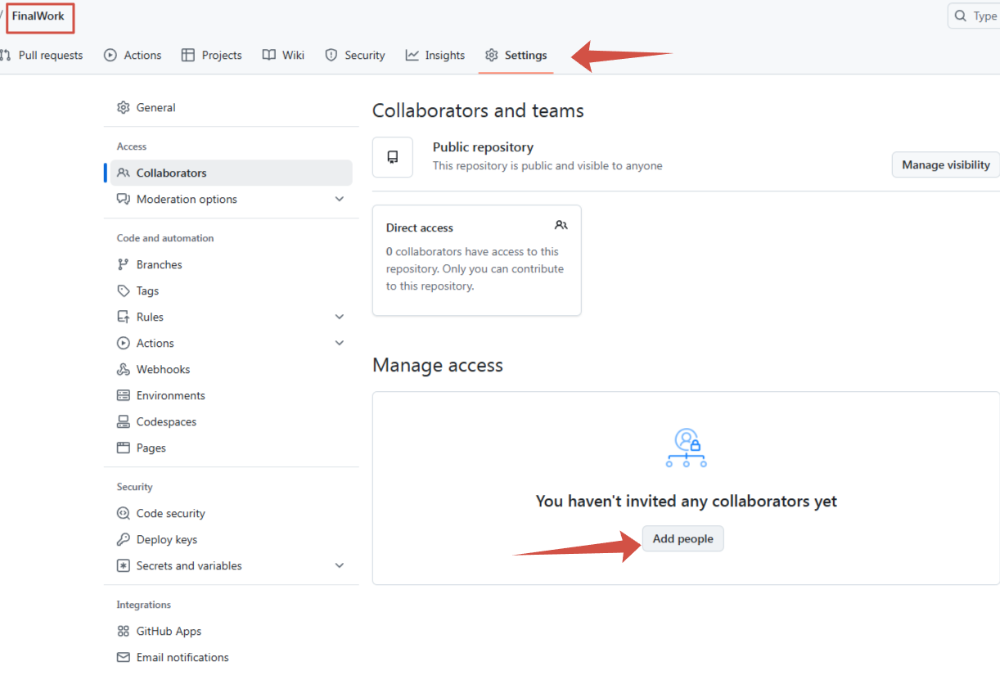 / FinalWork
Type
Pull requests
Actions
Projects
Wiki
Security
Insights
Settings
General
Access
Collaborators
Moderation options
Code and automation
Branches
Tags
Rules
Actions
Webhooks
Environments
Codespaces
Pages
Security
Code security
Deploy keys
Secrets and variables
Integrations
GitHub Apps
Email notifications
Collaborators and teams
Public repository
This repository is public and visible to anyone
Manage visibility
Direct access
0 collaborators have access to this
repository. Only you can contribute
to this repository.
Manage access
You haven't invited any collaborators yet
Add people